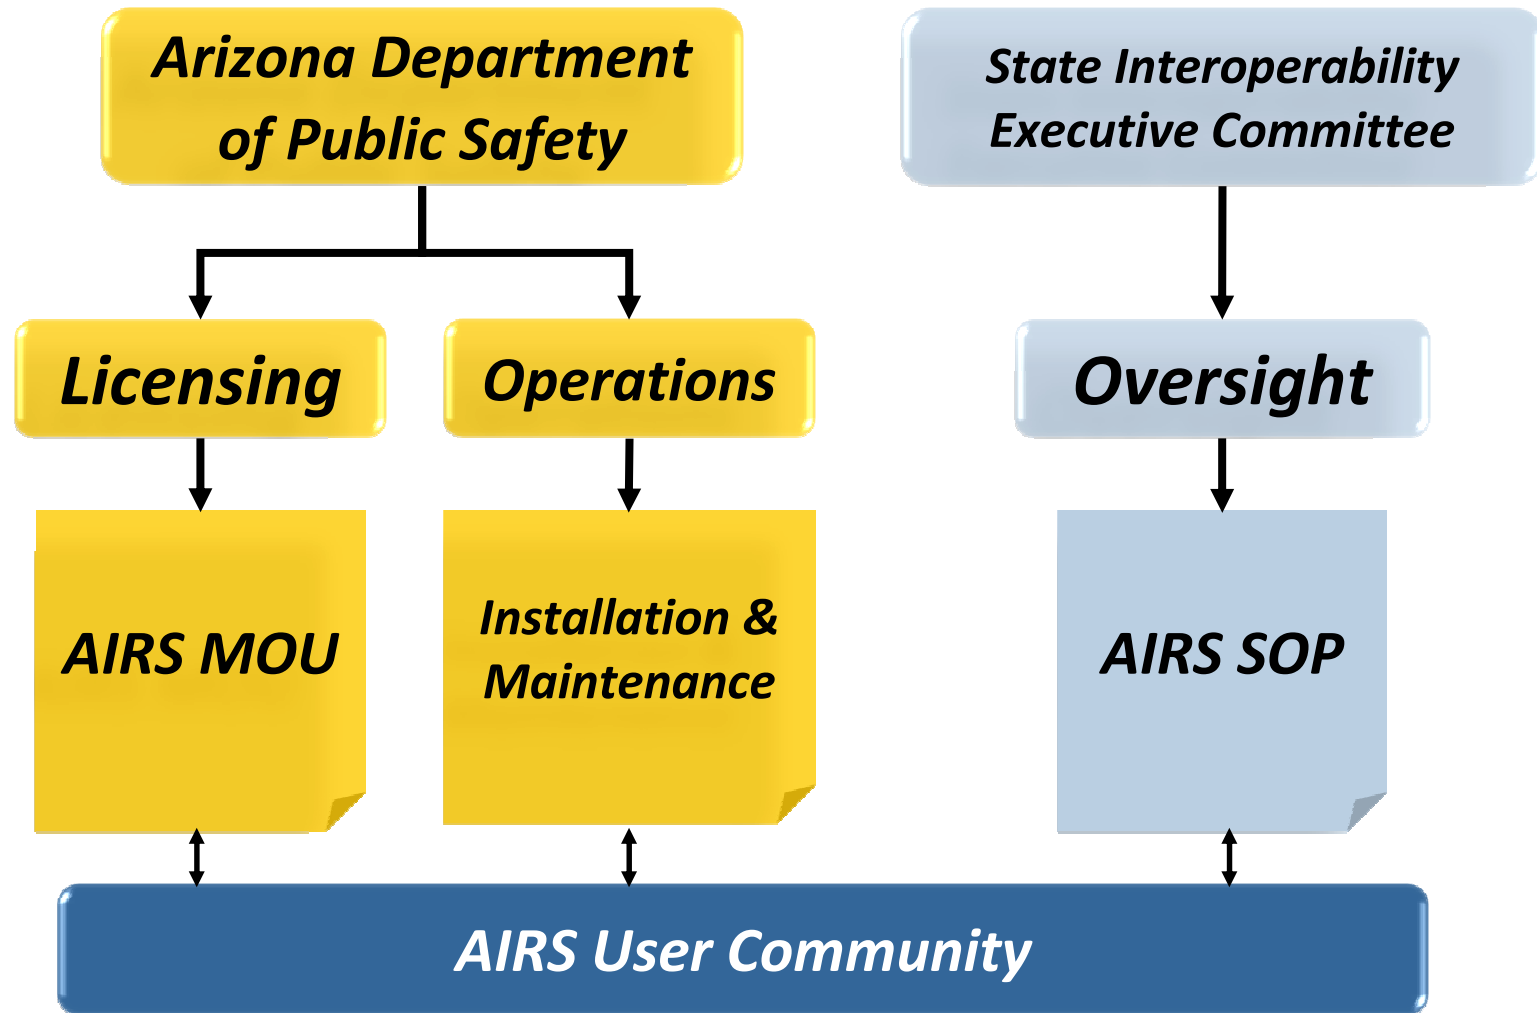 Arizona Department
of Public Safety
State Interoperability
Executive Committee
Licensing
Operations
Oversight
AIRS MOU
Installation &
Maintenance
AIRS SOP
AIRS User Community